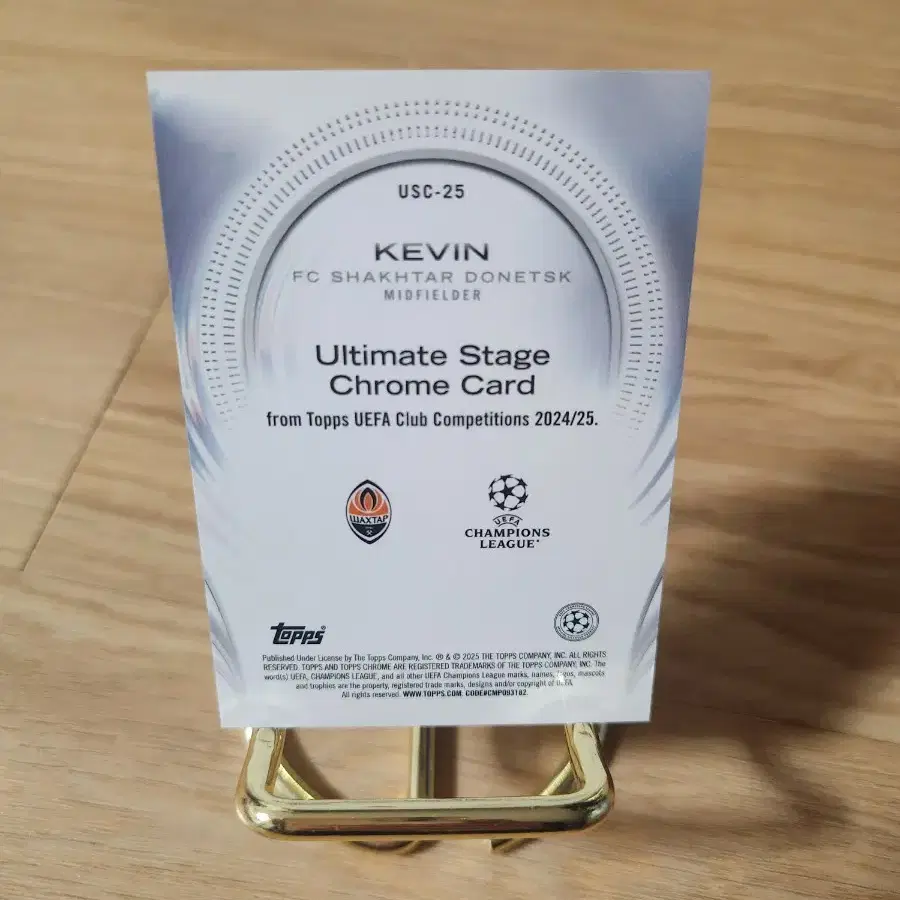 USC-25
KEVIN
FC SHAKHTAR DONETSK
MIDFIELDER
Ultimate Stage
Chrome Card
from Topps UEFA Club Competitions 2024/25.
ШАХТАР
UEFA
CHAMPIONS
LEAGUE
topps
Published Under License by The Topps Company, Inc. ® & © 2025 THE TOPPS COMPANY, INC. ALL RIGHTS
RESERVED. TOPPS AND TOPPS CHROME ARE REGISTERED TRADEMARKS OF THE TOPPS COMPANY, INC. The
word(s) UEFA, CHAMPIONS LEAGUE, and all other UEFA Champions League marks, names, logos, mascots
and trophies are the property, registered trade marks, designs and/or copyright of UEFA.
All rights reserved. WWW.TOPPS.COM. CODE#CMP093182.